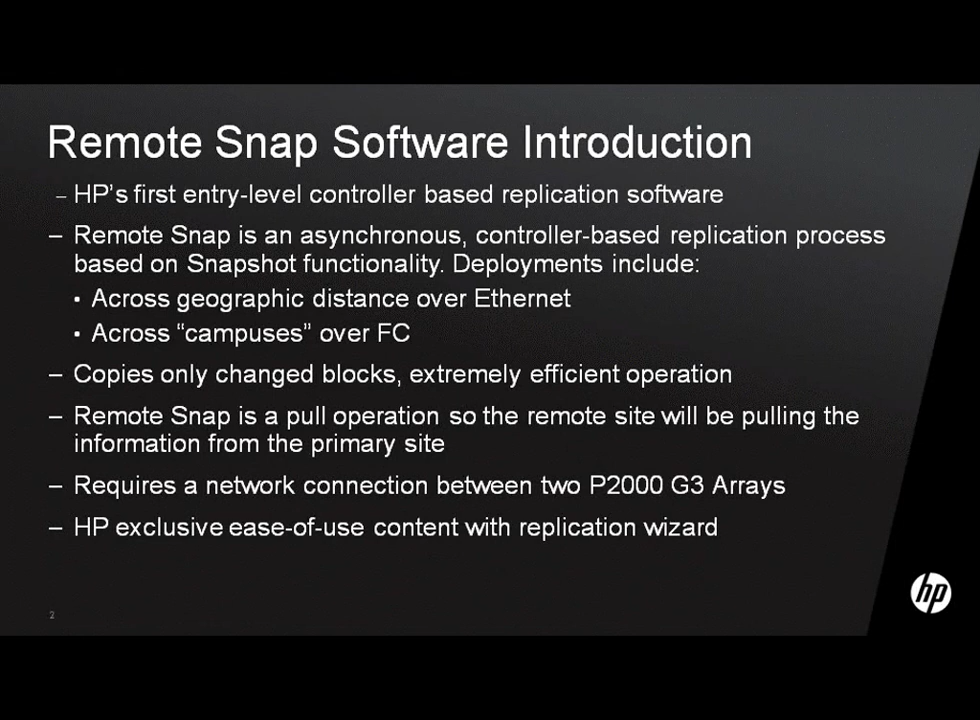 Remote Snap Software Introduction
– HP's first entry-level controller based replication software
– Remote Snap is an asynchronous, controller-based replication process
based on Snapshot functionality. Deployments include:
• Across geographic distance over Ethernet
• Across “campuses” over FC
– Copies only changed blocks, extremely efficient operation
– Remote Snap is a pull operation so the remote site will be pulling the
information from the primary site
– Requires a network connection between two P2000 G3 Arrays
– HP exclusive ease-of-use content with replication wizard
hp
2